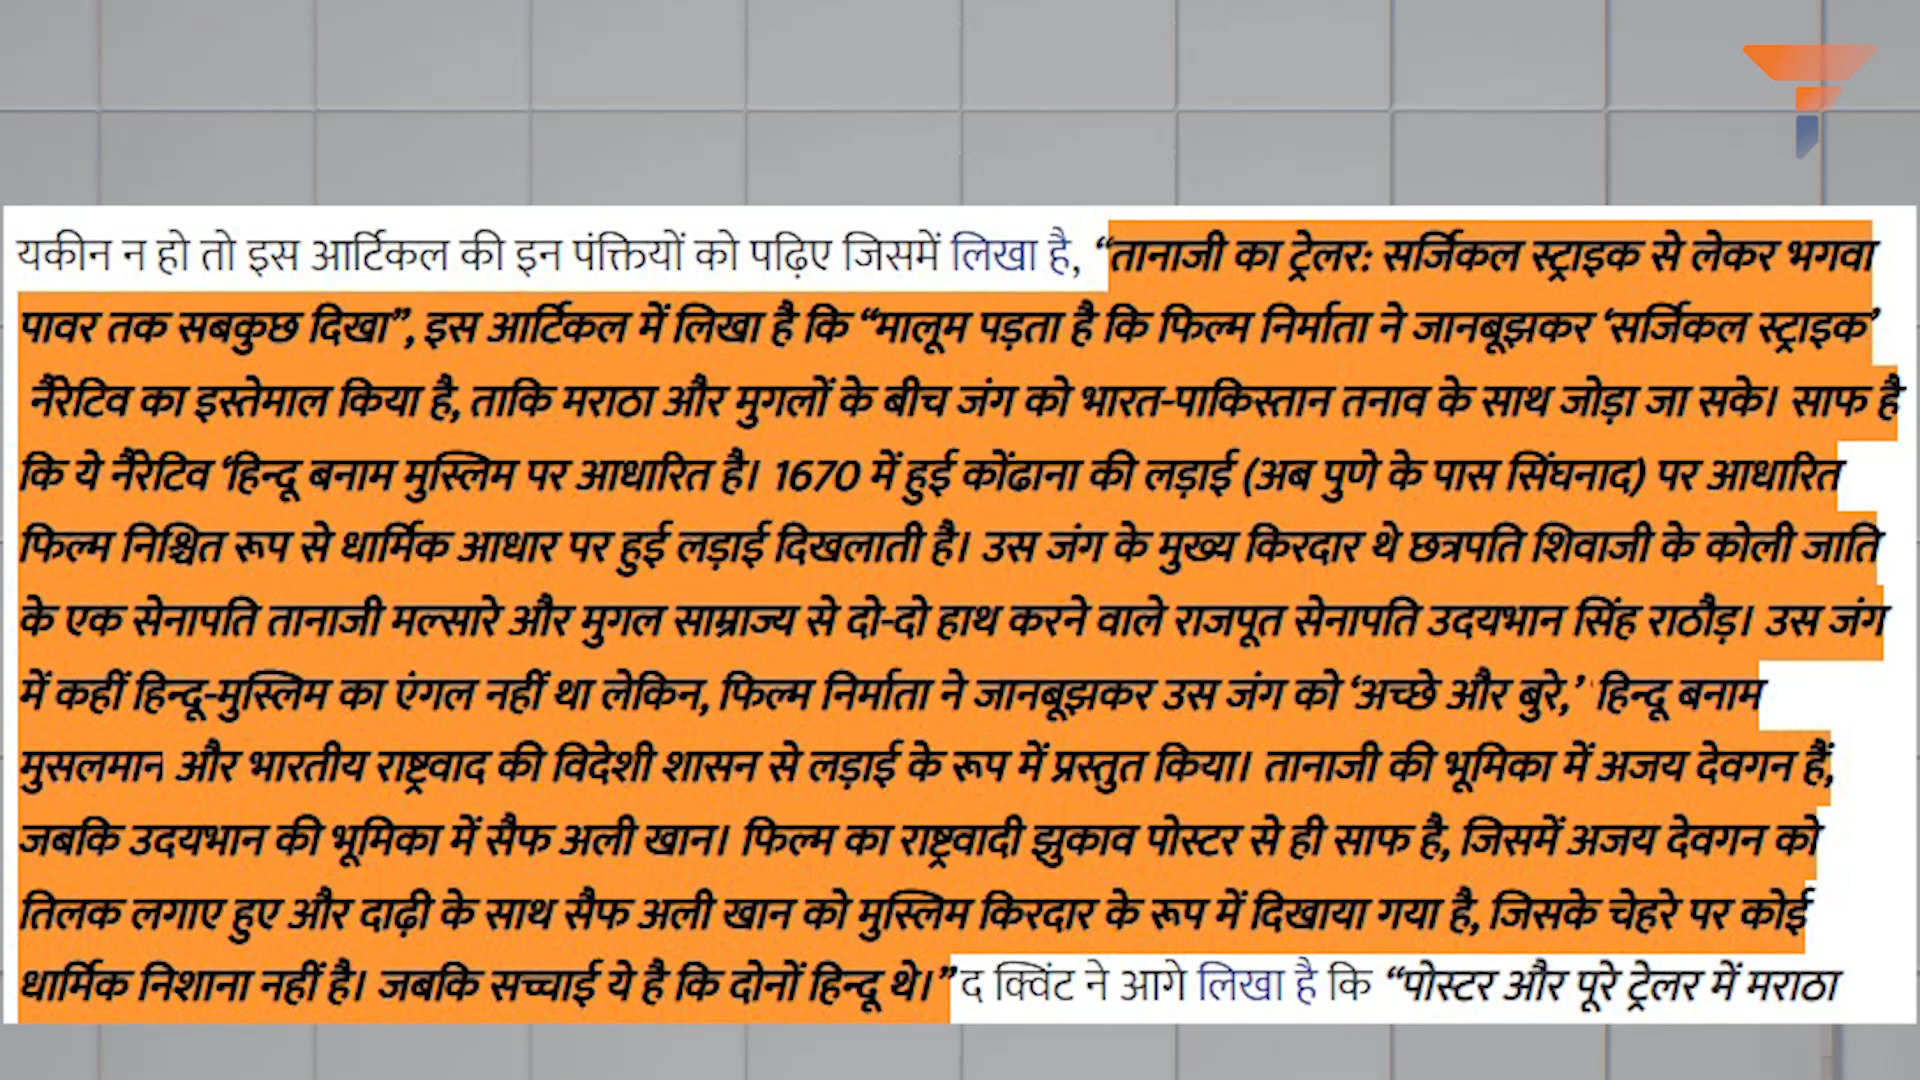 यकीन न हो तो इस आर्टिकल की इन पंक्तियों को पढ़िए जिसमें लिखा है, “तानाजी का ट्रेलर: सर्जिकल स्ट्राइक से लेकर भगवा
पावर तक सबकुछ दिखा”, इस आर्टिकल में लिखा है कि “मालूम पड़ता है कि फिल्म निर्माता ने जानबूझकर ‘सर्जिकल स्ट्राइक’
नैरेटिव का इस्तेमाल किया है, ताकि मराठा और मुगलों के बीच जंग को भारत-पाकिस्तान तनाव के साथ जोड़ा जा सके। साफ है
कि ये नैरेटिव ‘हिन्दू बनाम मुस्लिम पर आधारित है। 1670 में हुई कोंढाना की लड़ाई (अब पुणे के पास सिंघनाद) पर आधारित
फिल्म निश्चित रूप से धार्मिक आधार पर हुई लड़ाई दिखलाती है। उस जंग के मुख्य किरदार थे छत्रपति शिवाजी के कोली जाति
के एक सेनापति तानाजी मल्सारे और मुगल साम्राज्य से दो-दो हाथ करने वाले राजपूत सेनापति उदयभान सिंह राठौड़। उस जंग
में कहीं हिन्दू-मुस्लिम का एंगल नहीं था लेकिन, फिल्म निर्माता ने जानबूझकर उस जंग को ‘अच्छे और बुरे,’ हिन्दू बनाम
मुसलमान और भारतीय राष्ट्रवाद की विदेशी शासन से लड़ाई के रूप में प्रस्तुत किया। तानाजी की भूमिका में अजय देवगन हैं,
जबकि उदयभान की भूमिका में सैफ अली खान। फिल्म का राष्ट्रवादी झुकाव पोस्टर से ही साफ है, जिसमें अजय देवगन को
तिलक लगाए हुए और दाढ़ी के साथ सैफ अली खान को मुस्लिम किरदार के रूप में दिखाया गया है, जिसके चेहरे पर कोई
धार्मिक निशाना नहीं है। जबकि सच्चाई ये है कि दोनों हिन्दू थे।” द क्विंट ने आगे लिखा है कि “पोस्टर और पूरे ट्रेलर में मराठा